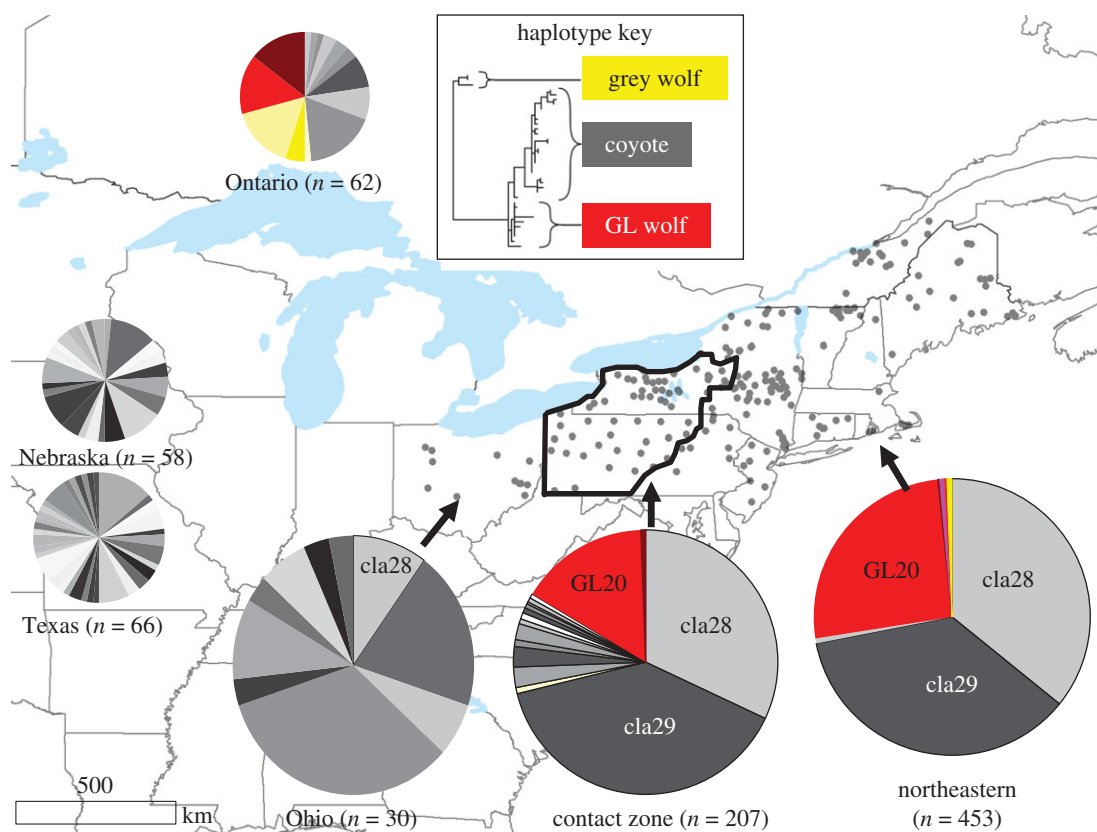 haplotype key
grey wolf
coyote
GL wolf
Ontario (n = 62)
Nebraska (n = 58)
Texas (n = 66)
cla28
GL20
cla28
cla29
GL20
cla28
cla29
500
km
Ohio (n = 30)
contact zone (n = 207)
northeastern
(n = 453)